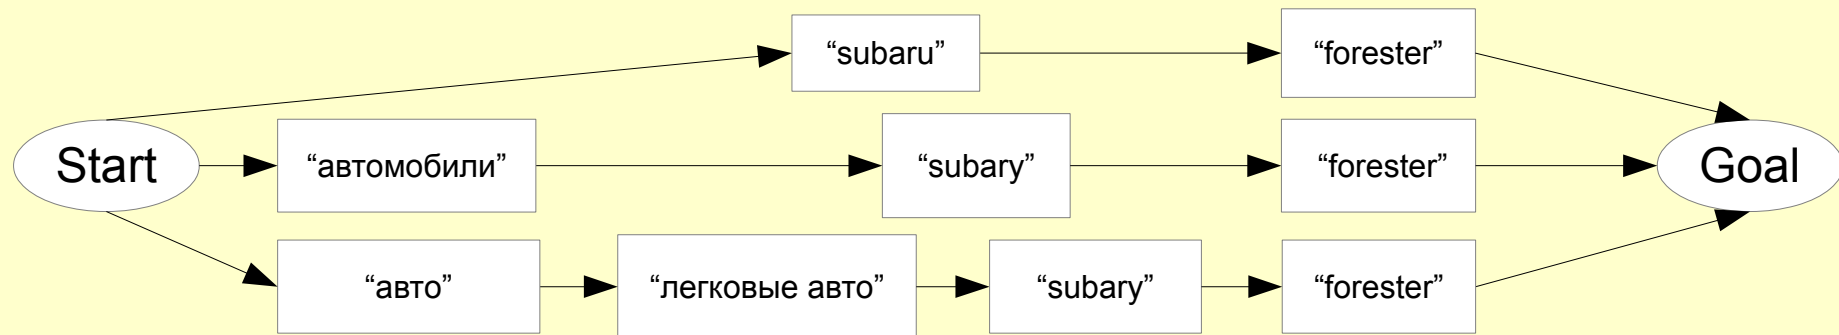 “subaru” “forester”
Start “автомобили” “subary” “forester” Goal
“авто” “легковые авто” “subary” “forester”